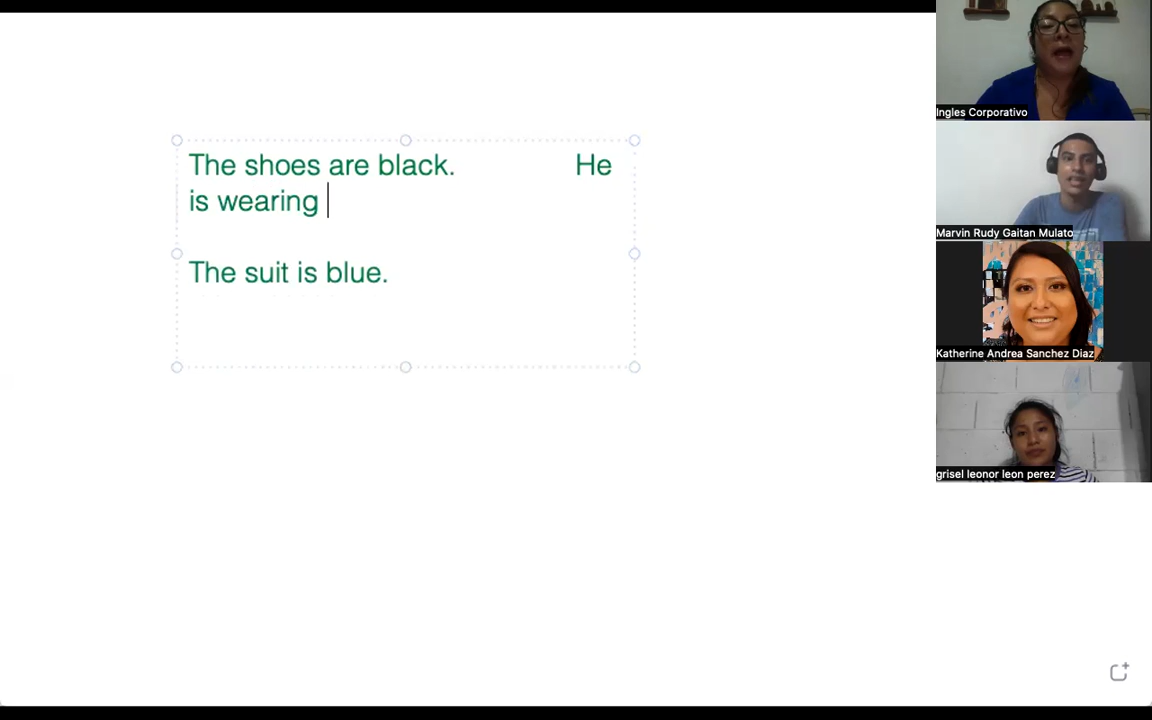 The shoes are black. He
is wearing
The suit is blue.
Ingles Corporativo
Marvin Rudy Gaitan Mulato
Katherine Andrea Sanchez Diaz
grisel leonor leon perez